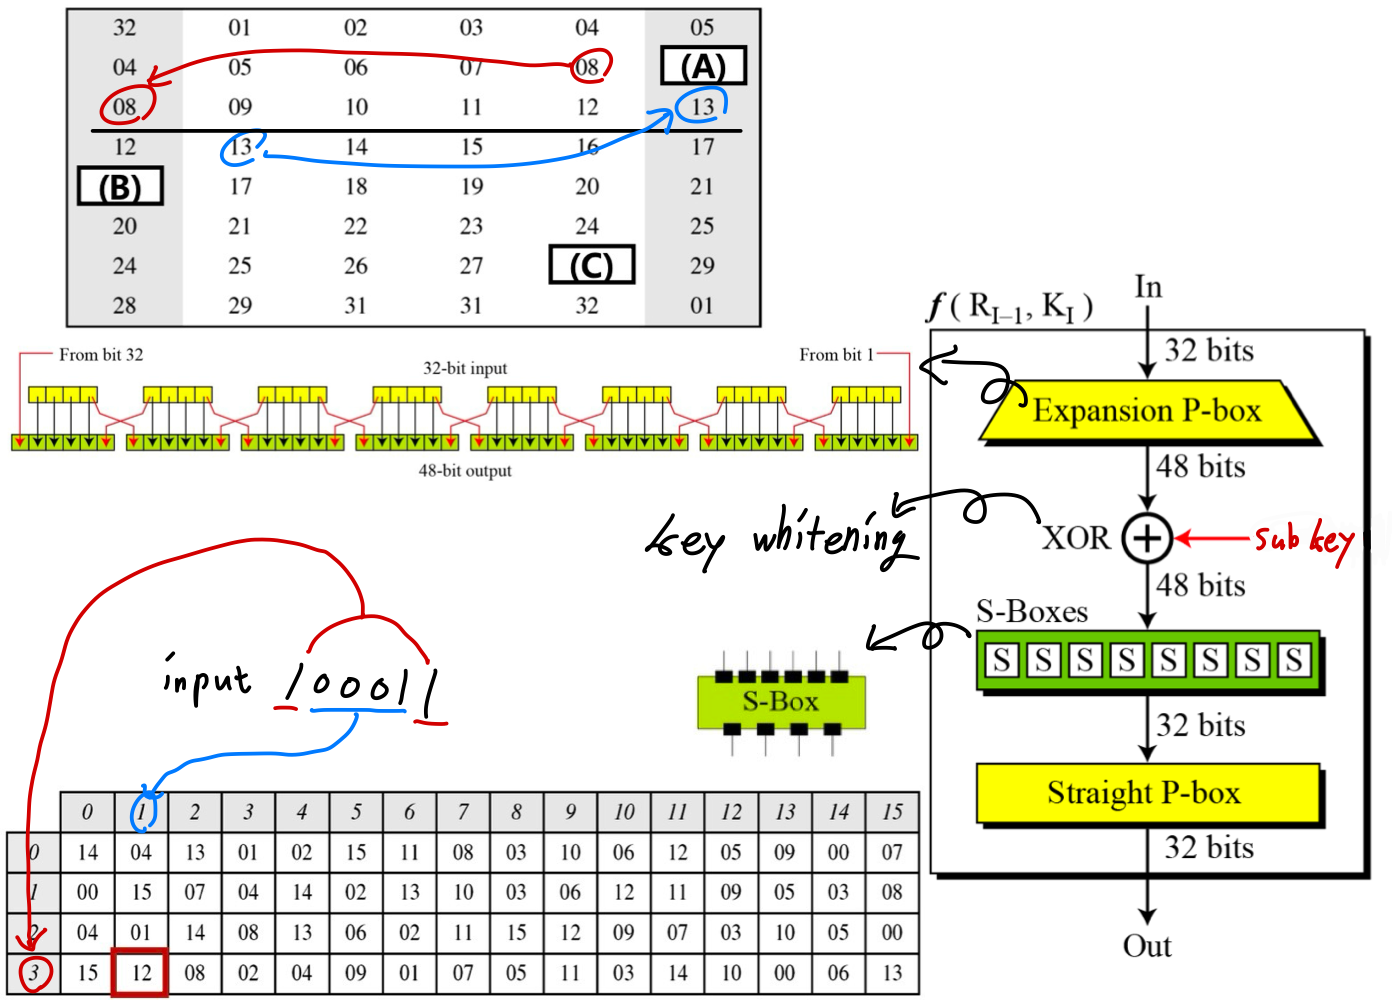 32 01 02 03 04 05
04 05 06 07 08 (A)
08 09 10 11 12 13
12 13 14 15 16 17
(B) 17 18 19 20 21
20 21 22 23 24 25
24 25 26 27 (C) 29
28 29 31 31 32 01
From bit 32
32-bit input
From bit 1
48-bit output
In
f ( R_I–1, K_I )
32 bits
Expansion P-box
48 bits
key whitening
XOR
+
sub key
48 bits
S-Boxes
S S S S S S S S
32 bits
Straight P-box
32 bits
Out
S-Box
input 100011
0 1 2 3 4 5 6 7 8 9 10 11 12 13 14 15
0 14 04 13 01 02 15 11 08 03 10 06 12 05 09 00 07
1 00 15 07 04 14 02 13 10 03 06 12 11 09 05 03 08
2 04 01 14 08 13 06 02 11 15 12 09 07 03 10 05 00
3 15 12 08 02 04 09 01 07 05 11 03 14 10 00 06 13